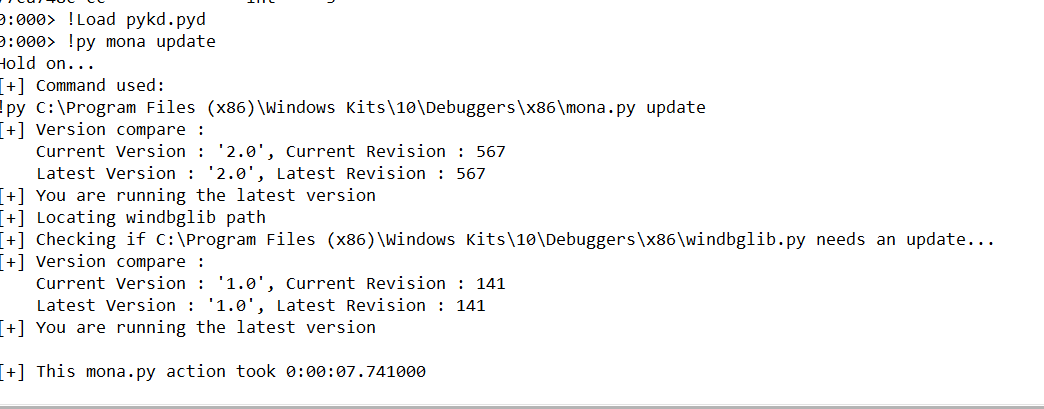 0:000> !Load pykd.pyd
0:000> !py mona update
Hold on...
[+] Command used:
!py C:\Program Files (x86)\Windows Kits\10\Debuggers\x86\mona.py update
[+] Version compare :
    Current Version : '2.0', Current Revision : 567
    Latest Version : '2.0', Latest Revision : 567
[+] You are running the latest version
[+] Locating windbglib path
[+] Checking if C:\Program Files (x86)\Windows Kits\10\Debuggers\x86\windbglib.py needs an update...
[+] Version compare :
    Current Version : '1.0', Current Revision : 141
    Latest Version : '1.0', Latest Revision : 141
[+] You are running the latest version
[+] This mona.py action took 0:00:07.741000